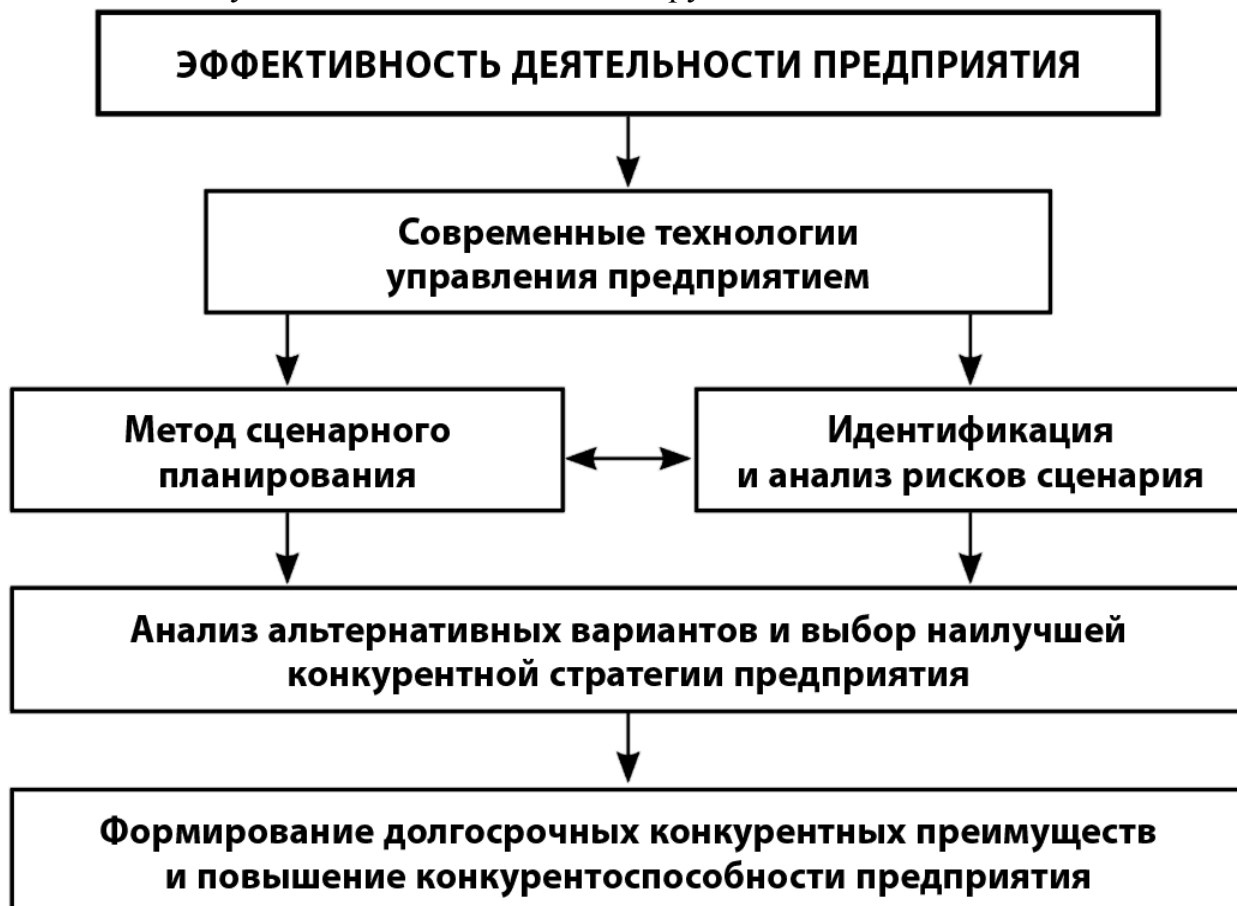 ЭФФЕКТИВНОСТЬ ДЕЯТЕЛЬНОСТИ ПРЕДПРИЯТИЯ
Современные технологии
управления предприятием
Метод сценарного
планирования
Идентификация
и анализ рисков сценария
Анализ альтернативных вариантов и выбор наилучшей
конкурентной стратегии предприятия
Формирование долгосрочных конкурентных преимуществ
и повышение конкурентоспособности предприятия